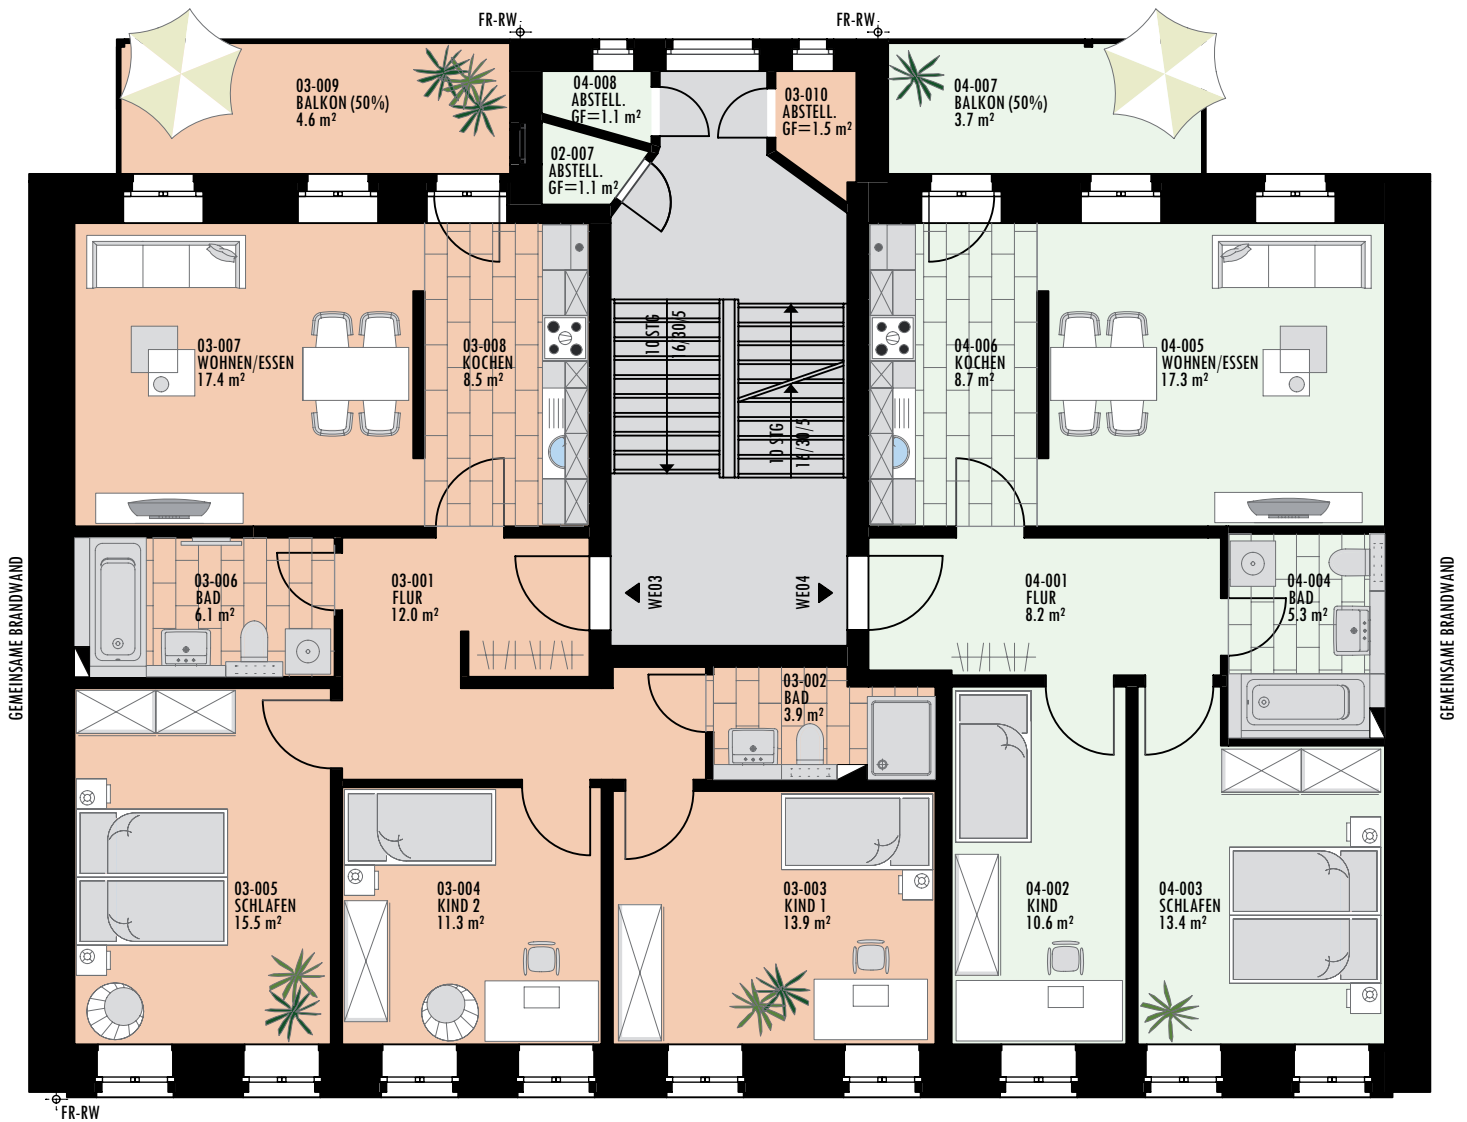 FR-RW
FR-RW
03-009
BALKON (50%)
4.6 m²
04-008
ABSTELL.
GF=1.1 m²
03-010
ABSTELL.
GF=1.5 m²
04-007
BALKON (50%)
3.7 m²
02-007
ABSTELL.
GF=1.1 m²
03-007
WOHNEN/ESSEN
17.4 m²
03-008
KOCHEN
8.5 m²
10 STG
16/30/5
10 STG
16/30/5
04-006
KOCHEN
8.7 m²
04-005
WOHNEN/ESSEN
17.3 m²
GEMEINSAME BRANDWAND
03-006
BAD
6.1 m²
03-001
FLUR
12.0 m²
WE03
WE04
04-001
FLUR
8.2 m²
04-004
BAD
5.3 m²
GEMEINSAME BRANDWAND
03-002
BAD
3.9 m²
03-005
SCHLAFEN
15.5 m²
03-004
KIND 2
11.3 m²
03-003
KIND 1
13.9 m²
04-002
KIND
10.6 m²
04-003
SCHLAFEN
13.4 m²
FR-RW